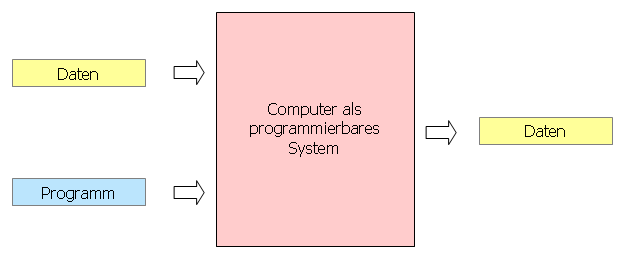 Daten
Programm
Computer als
programmierbares
System
Daten